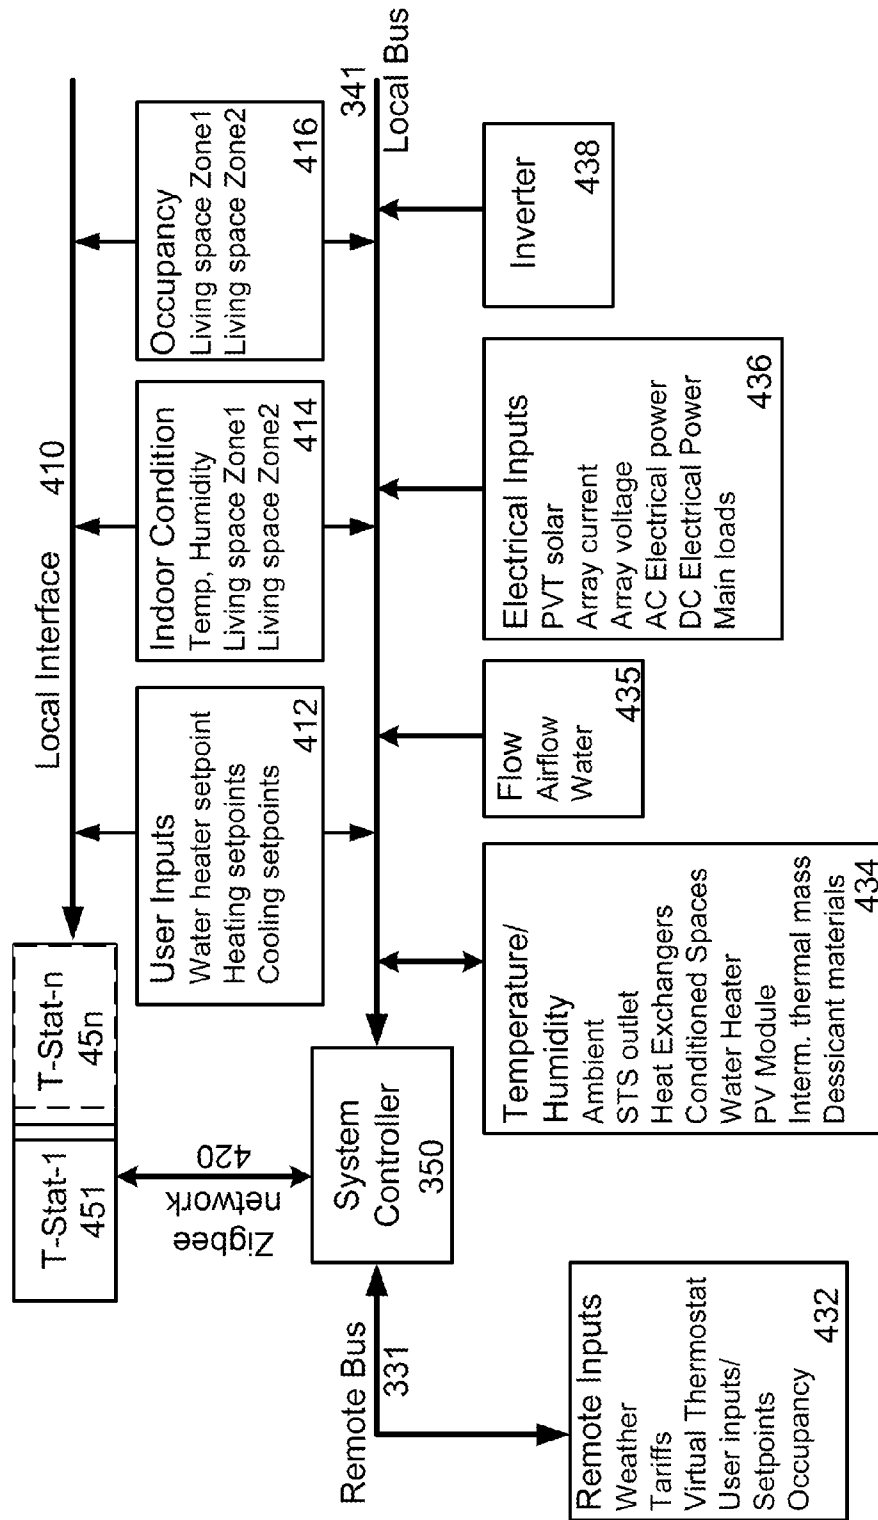 T-Stat-1
451
T-Stat-n
45n
Local Interface
410
Zigbee
network
420
User Inputs
Water heater setpoint
Heating setpoints
Cooling setpoints
412
Indoor Condition
Temp, Humidity
Living space Zone1
Living space Zone2
414
Occupancy
Living space Zone1
Living space Zone2
416
Remote Bus
331
System
Controller
350
341
Local Bus
Remote Inputs
Weather
Tariffs
Virtual Thermostat
User inputs/
Setpoints
Occupancy
432
Temperature/
Humidity
Ambient
STS outlet
Heat Exchangers
Conditioned Spaces
Water Heater
PV Module
Interm. thermal mass
Dessicant materials
434
Flow
Airflow
Water
435
Electrical Inputs
PVT solar
Array current
Array voltage
AC Electrical power
DC Electrical Power
Main loads
436
Inverter
438